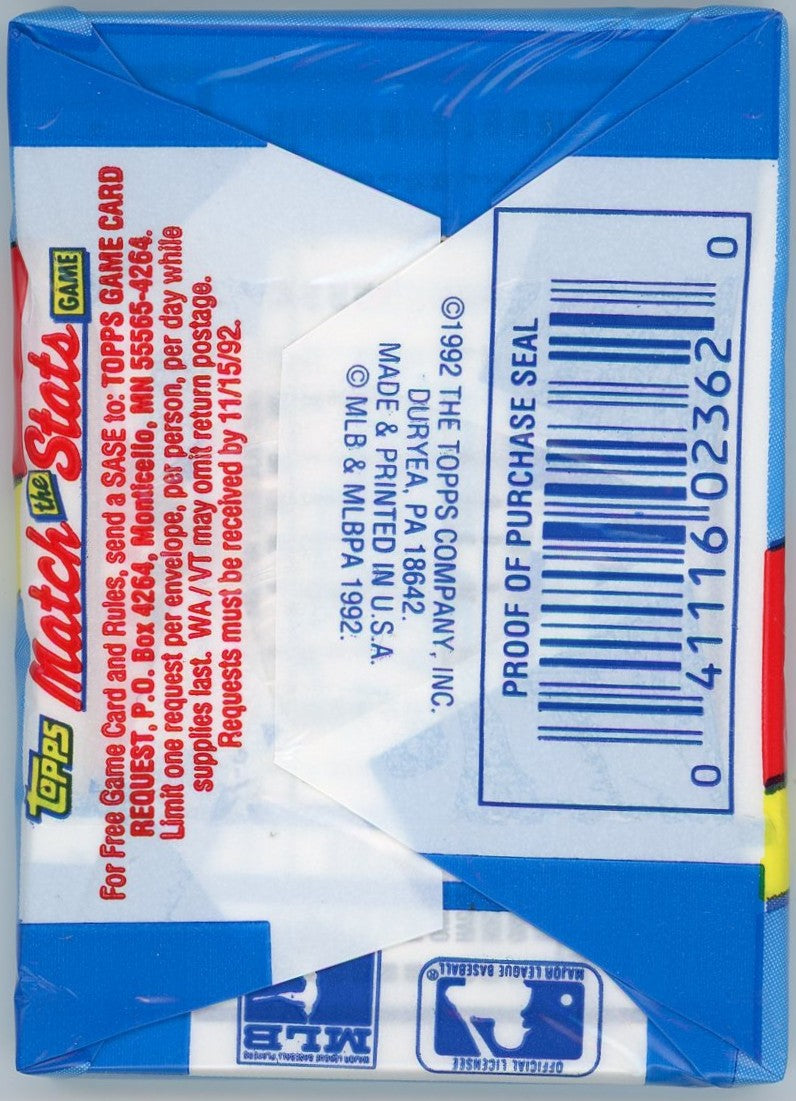 TOPPS
Match the Stats GAME
For Free Game Card and Rules, send a SASE to: TOPPS GAME CARD
REQUEST, P.O. Box 4264, Monticello, MN 55565-4264.
Limit one request per envelope, per person, per day while
supplies last. WA / VT may omit return postage.
Requests must be received by 11/15/92.
©1992 THE TOPPS COMPANY, INC.
DURYEA, PA 18642.
MADE & PRINTED IN U.S.A.
© MLB & MLBPA 1992.
PROOF OF PURCHASE SEAL
0 41116 02362 0
OFFICIAL LICENSEE
MAJOR LEAGUE BASEBALL®
MAJOR LEAGUE BASEBALL PLAYERS
MLB